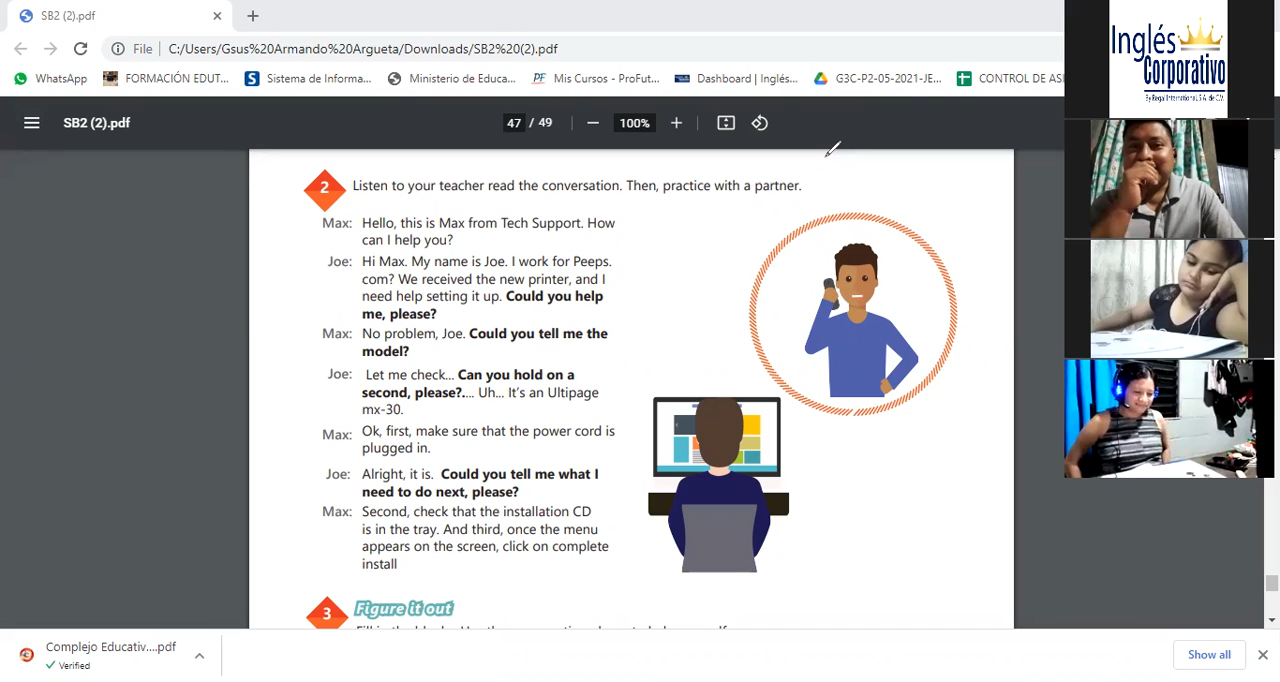 SB2 (2).pdf
File | C:/Users/Gsus%20Armando%20Argueta/Downloads/SB2%20(2).pdf
WhatsApp FORMACIÓN EDUT... Sistema de Informa... Ministerio de Educa... Mis Cursos - ProFut... Dashboard | Inglés... G3C-P2-05-2021-JE... CONTROL DE ASI
Inglés
Corporativo
By Regal International S.A. de C.V.
SB2 (2).pdf 47 / 49 100%
2 Listen to your teacher read the conversation. Then, practice with a partner.
Max: Hello, this is Max from Tech Support. How
can I help you?
Joe: Hi Max. My name is Joe. I work for Peeps.
com? We received the new printer, and I
need help setting it up. Could you help
me, please?
Max: No problem, Joe. Could you tell me the
model?
Joe: Let me check... Can you hold on a
second, please?.... Uh... It's an Ultipage
mx-30.
Max: Ok, first, make sure that the power cord is
plugged in.
Joe: Alright, it is. Could you tell me what I
need to do next, please?
Max: Second, check that the installation CD
is in the tray. And third, once the menu
appears on the screen, click on complete
install
3 Figure it out
Complejo Educativ....pdf
Verified
Show all